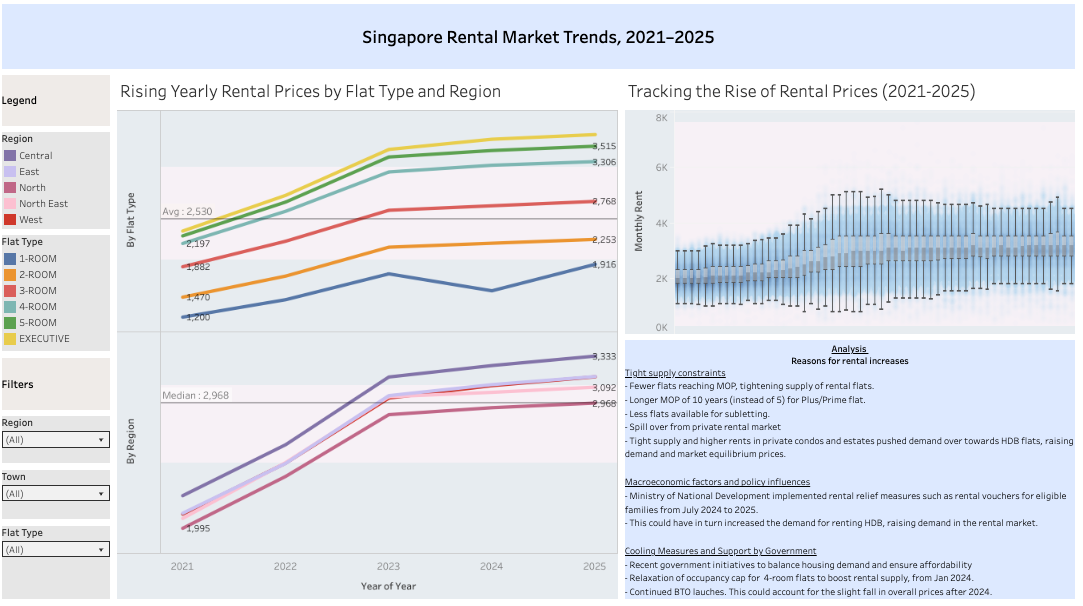 Singapore Rental Market Trends, 2021–2025
Legend
Region
Central
East
North
North East
West
Flat Type
1-ROOM
2-ROOM
3-ROOM
4-ROOM
5-ROOM
EXECUTIVE
Filters
Region
(All)
Town
(All)
Flat Type
(All)
Rising Yearly Rental Prices by Flat Type and Region
By Flat Type
Avg : 2,530
2,197
1,882
1,470
1,200
3,515
3,306
2,768
2,253
1,916
By Region
Median : 2,968
1,995
3,333
3,092
2,968
2021
2022
2023
2024
2025
Year of Year
Tracking the Rise of Rental Prices (2021-2025)
Monthly Rent
8K
6K
4K
2K
0K
Analysis
Reasons for rental increases
Tight supply constraints
- Fewer flats reaching MOP, tightening supply of rental flats.
- Longer MOP of 10 years (instead of 5) for Plus/Prime flat.
- Less flats available for subletting.
- Spill over from private rental market
- Tight supply and higher rents in private condos and estates pushed demand over towards HDB flats, raising
demand and market equilibrium prices.
Macroeconomic factors and policy influences
- Ministry of National Development implemented rental relief measures such as rental vouchers for eligible
families from July 2024 to 2025.
- This could have in turn increased the demand for renting HDB, raising demand in the rental market.
Cooling Measures and Support by Government
- Recent government initiatives to balance housing demand and ensure affordability
- Relaxation of occupancy cap for 4-room flats to boost rental supply, from Jan 2024.
- Continued BTO lauches. This could account for the slight fall in overall prices after 2024.